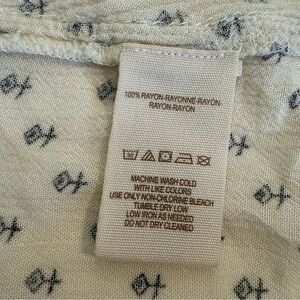 100% RAYON-RAYONNE-RAYON-
RAYON-RAYON
MACHINE WASH COLD
WITH LIKE COLORS
USE ONLY NON-CHLORINE BLEACH
TUMBLE DRY LOW
LOW IRON AS NEEDED
DO NOT DRY CLEANED